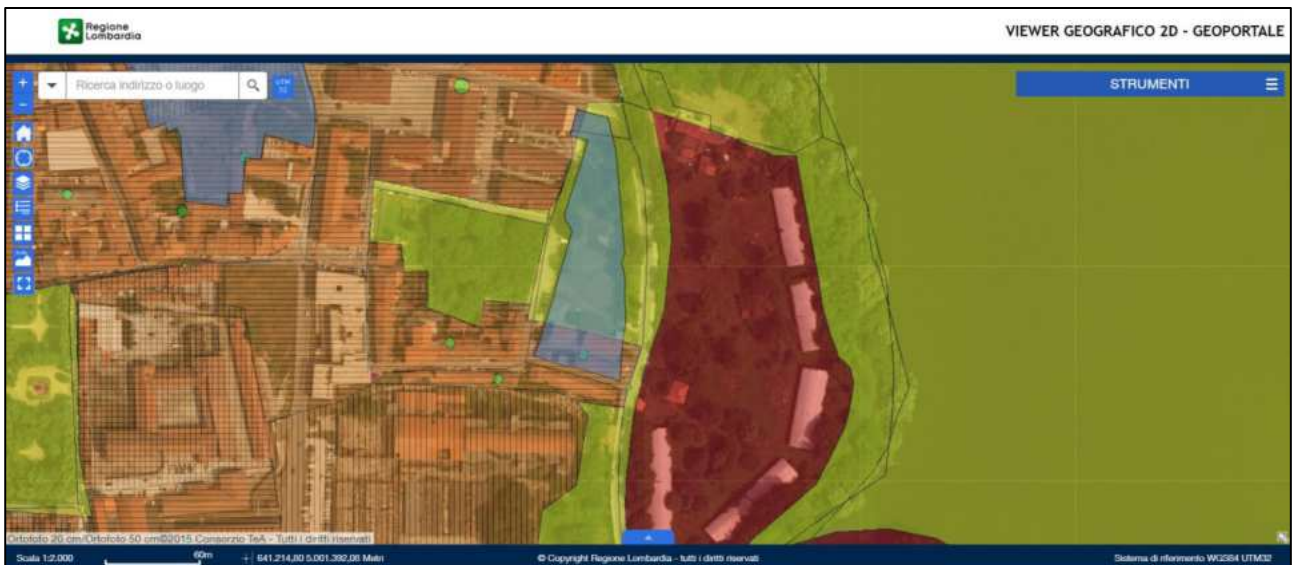 Regione
Lombardia
VIEWER GEOGRAFICO 2D - GEOPORTALE
+
Ricerca indirizzo o luogo
UTM
32
STRUMENTI
-
Ortofoto 20 cm/Ortofoto 50 cm©2015 Consorzio TeA - Tutti i diritti riservati
Scala 1:2.000
60m
641.214,80 5.001.392,08 Metri
© Copyright Regione Lombardia - tutti i diritti riservati
Sistema di riferimento WGS84 UTM32